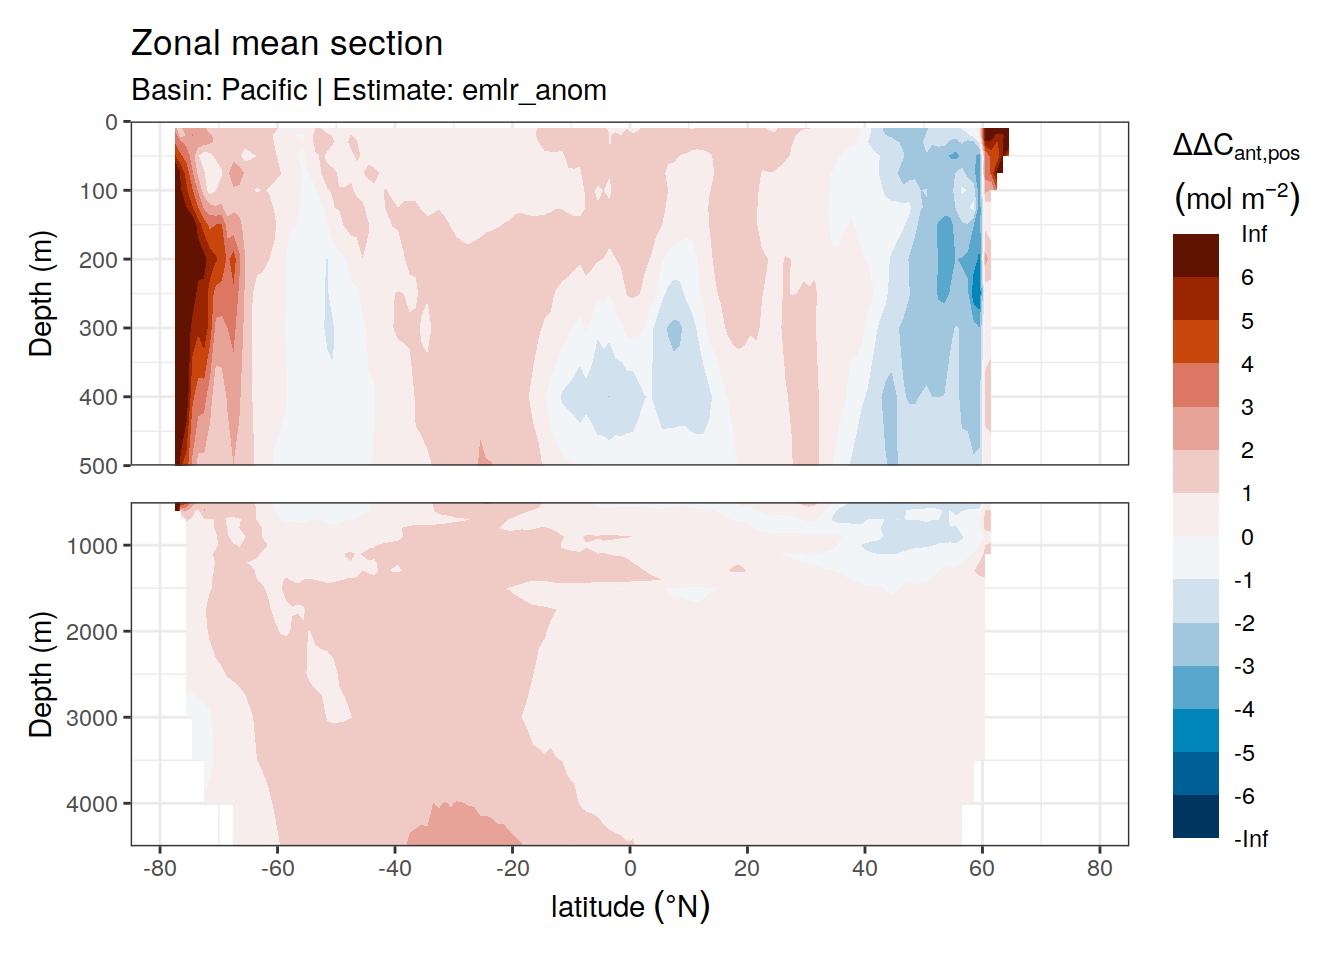 Zonal mean section
Basin: Pacific | Estimate: emlr_anom
0
100
200
300
400
500
Depth (m)
1000
2000
3000
4000
Depth (m)
-80 -60 -40 -20 0 20 40 60 80
latitude (°N)
ΔΔCant,pos
(mol m−2)
Inf
6
5
4
3
2
1
0
-1
-2
-3
-4
-5
-6
-Inf